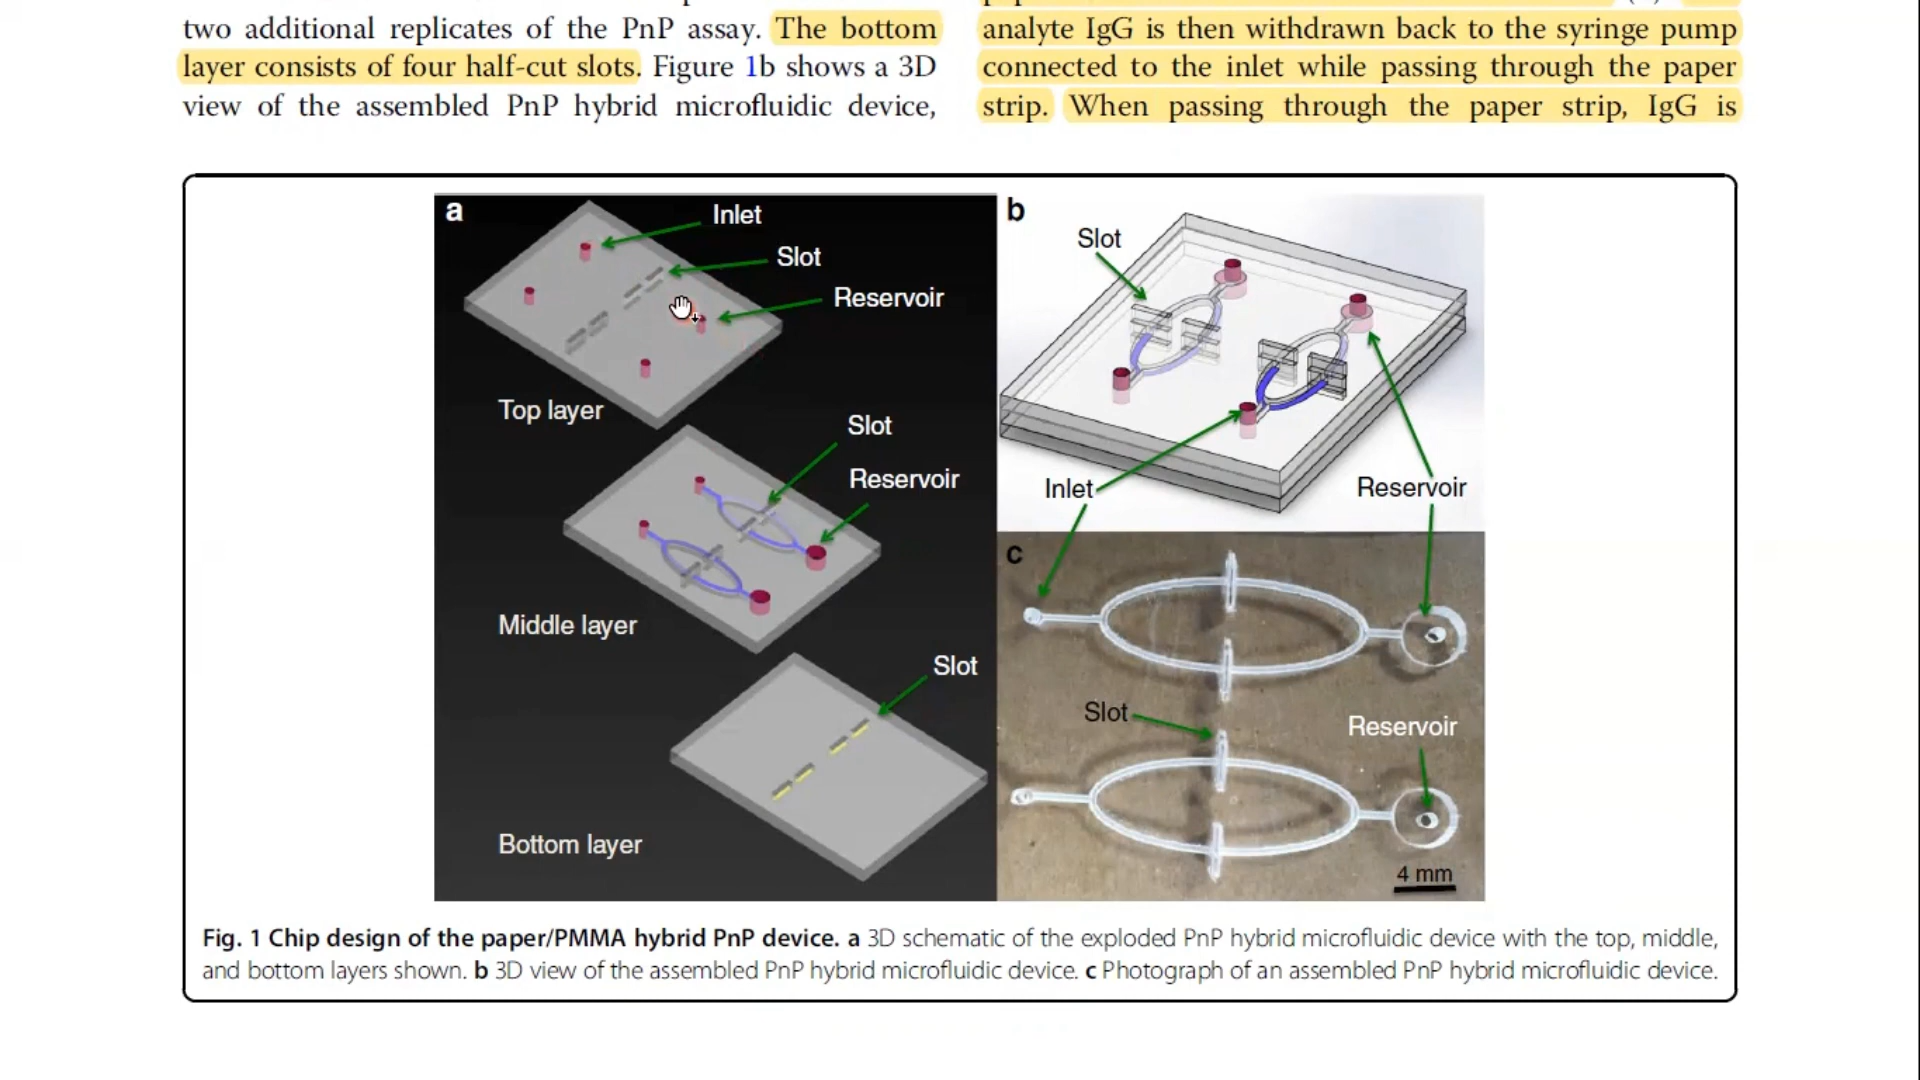 two additional replicates of the PnP assay. The bottom
layer consists of four half-cut slots. Figure 1b shows a 3D
view of the assembled PnP hybrid microfluidic device,
analyte IgG is then withdrawn back to the syringe pump
connected to the inlet while passing through the paper
strip. When passing through the paper strip, IgG is
a
Inlet
Slot
Reservoir
Top layer
Slot
Reservoir
Middle layer
Slot
Bottom layer
b
Slot
Inlet
Reservoir
c
Slot
Reservoir
4 mm
Fig. 1 Chip design of the paper/PMMA hybrid PnP device. a 3D schematic of the exploded PnP hybrid microfluidic device with the top, middle,
and bottom layers shown. b 3D view of the assembled PnP hybrid microfluidic device. c Photograph of an assembled PnP hybrid microfluidic device.